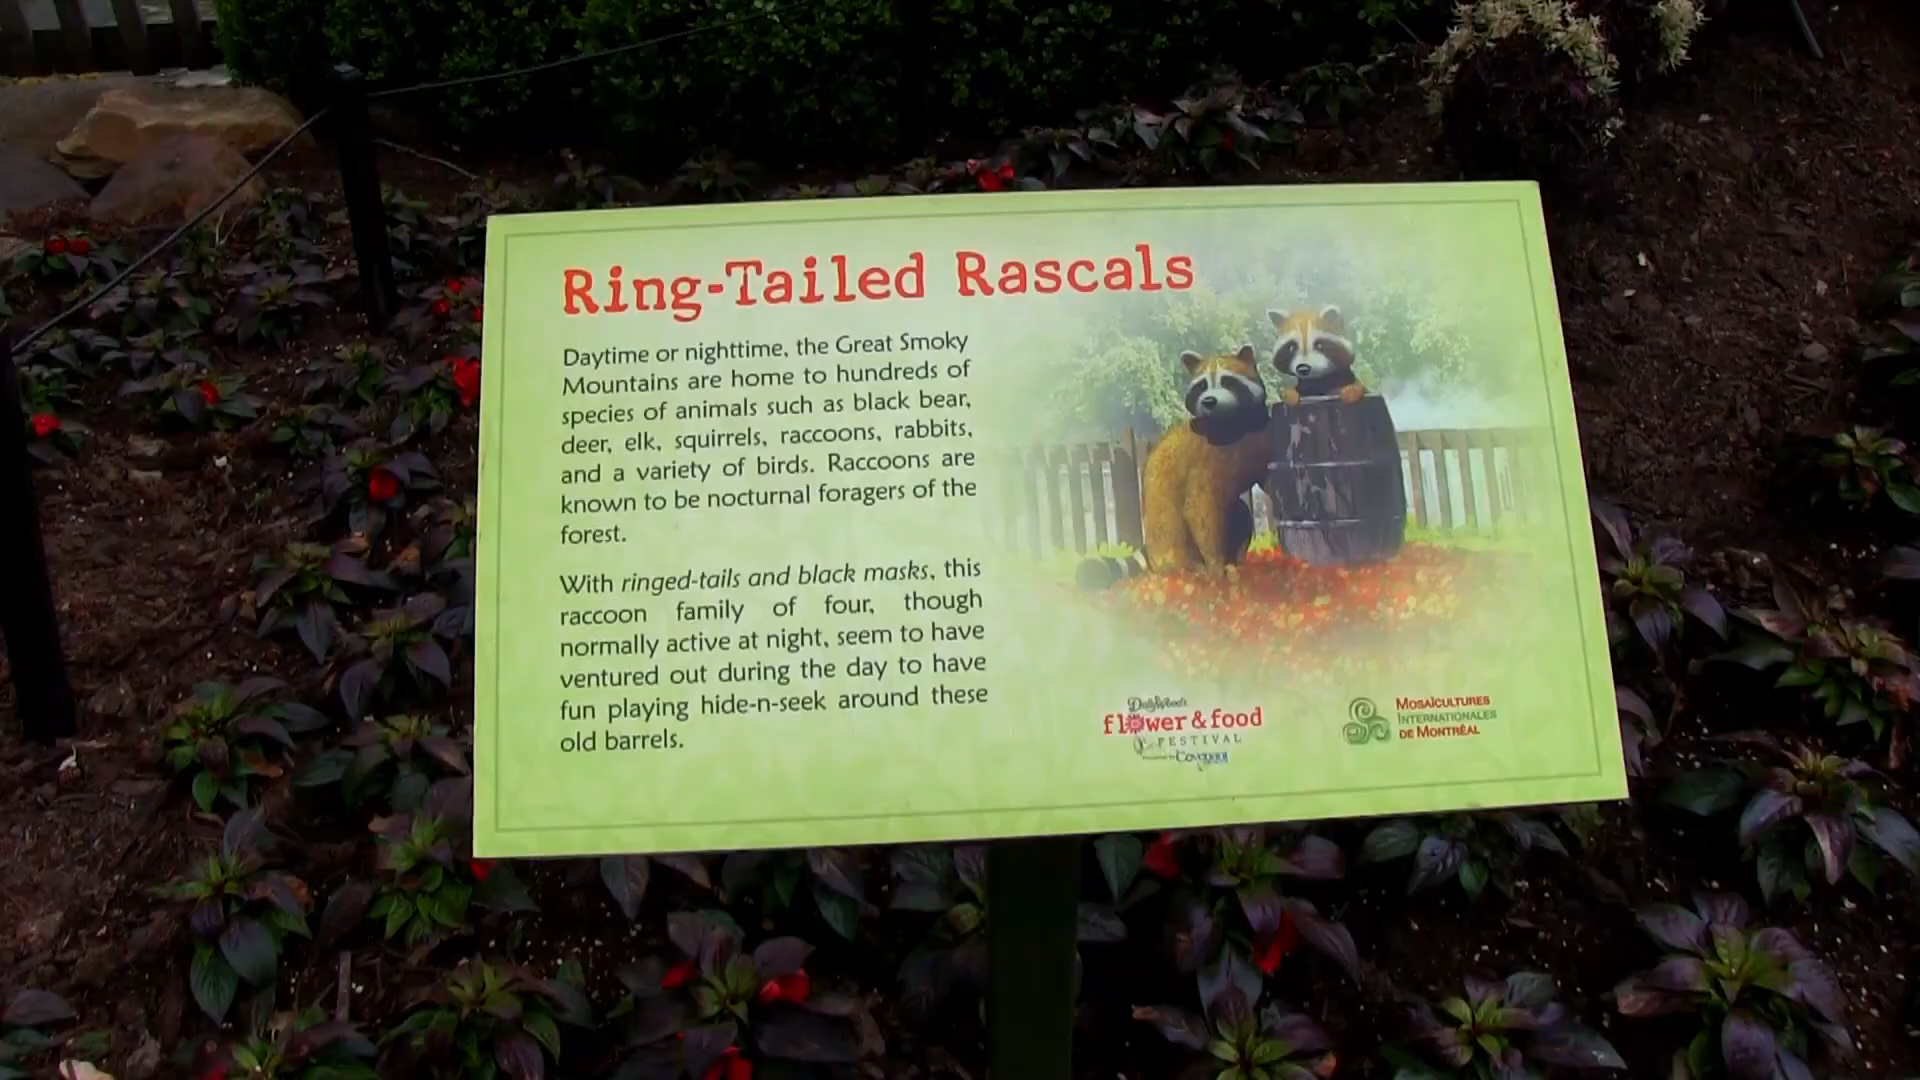 Ring-Tailed Rascals
Daytime or nighttime, the Great Smoky
Mountains are home to hundreds of
species of animals such as black bear,
deer, elk, squirrels, raccoons, rabbits,
and a variety of birds. Raccoons are
known to be nocturnal foragers of the
forest.
With ringed-tails and black masks, this
raccoon family of four, though
normally active at night, seem to have
ventured out during the day to have
fun playing hide-n-seek around these
old barrels.
Dollywood's
flower & food
FESTIVAL
Covenant
MOSAÏCULTURES
INTERNATIONALES
DE MONTRÉAL